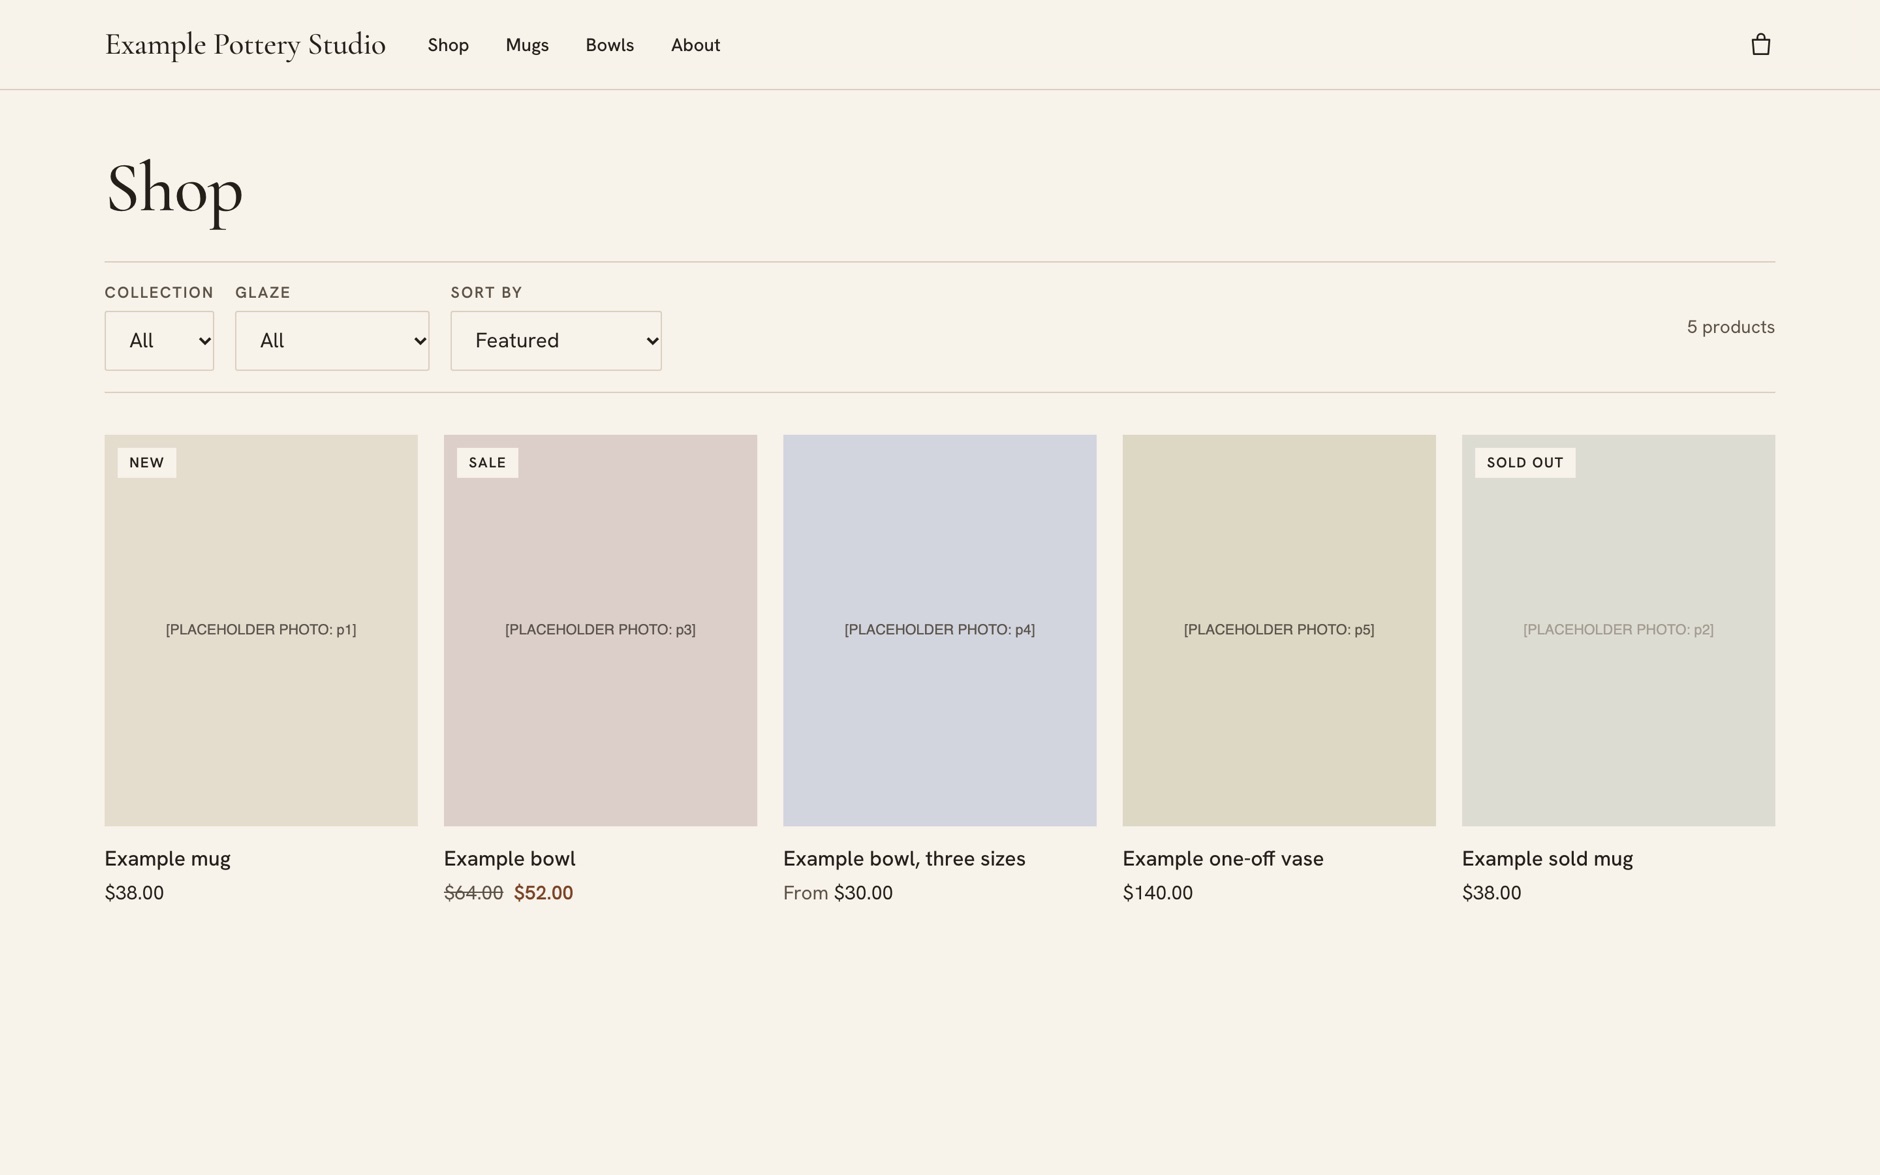 Example Pottery Studio Shop Mugs Bowls About
Shop
COLLECTION GLAZE SORT BY
All All Featured
5 products
NEW SALE SOLD OUT
[PLACEHOLDER PHOTO: p1] [PLACEHOLDER PHOTO: p3] [PLACEHOLDER PHOTO: p4] [PLACEHOLDER PHOTO: p5] [PLACEHOLDER PHOTO: p2]
Example mug Example bowl Example bowl, three sizes Example one-off vase Example sold mug
$38.00 $64.00 $52.00 From $30.00 $140.00 $38.00